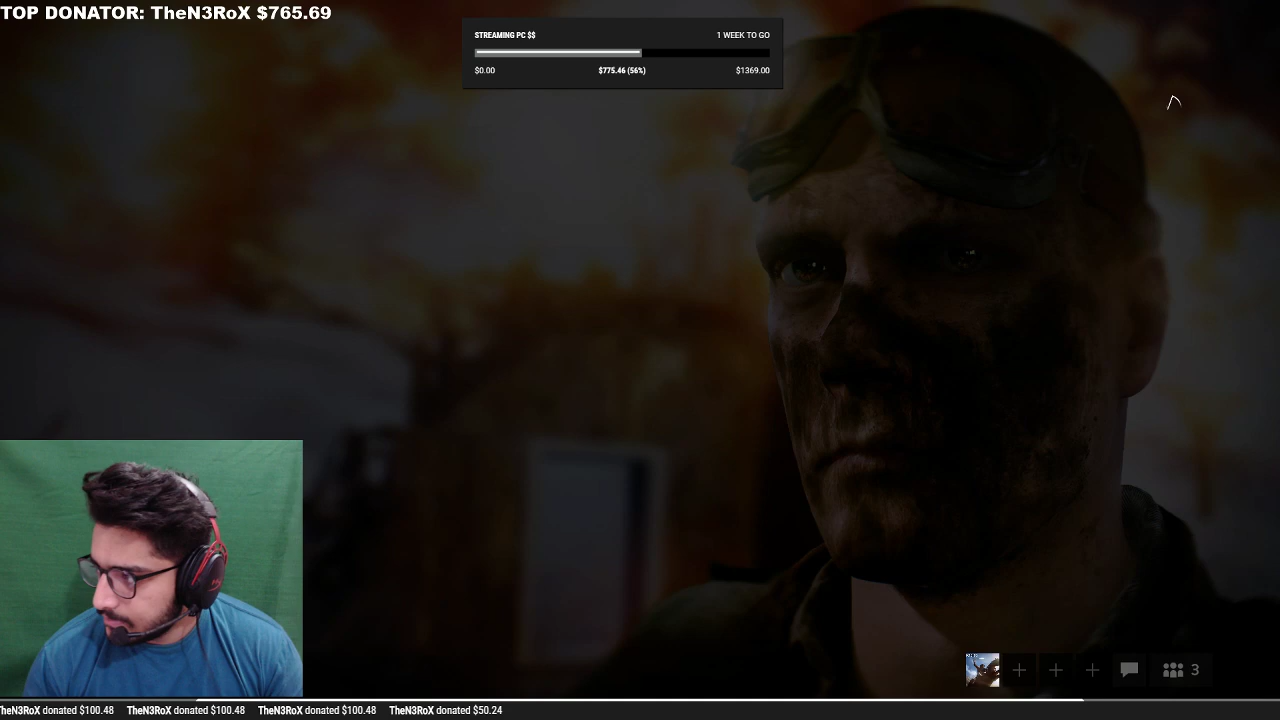 TOP DONATOR: TheN3RoX $765.69
STREAMING PC $$ 1 WEEK TO GO
$0.00 $775.46 (56%) $1369.00
3
TheN3RoX donated $100.48 TheN3RoX donated $100.48 TheN3RoX donated $100.48 TheN3RoX donated $50.24